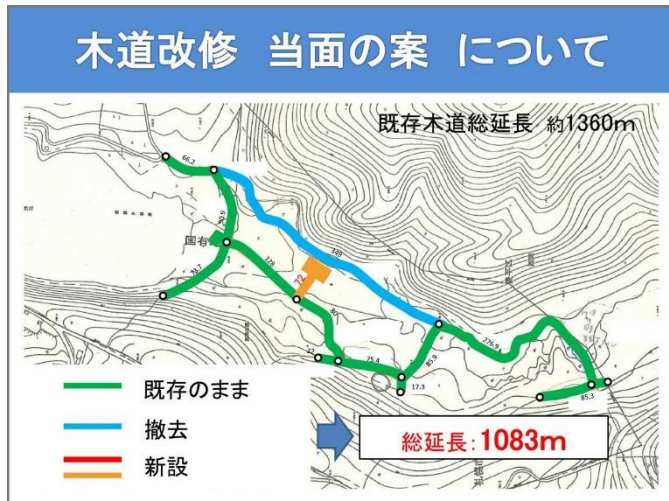 木道改修　当面の案　について
既存木道総延長 約1360m
66.2
国有
128
349
72
80
75.4
85.9
17.3
276.9
85.3
既存のまま
撤去
新設
総延長：1083m